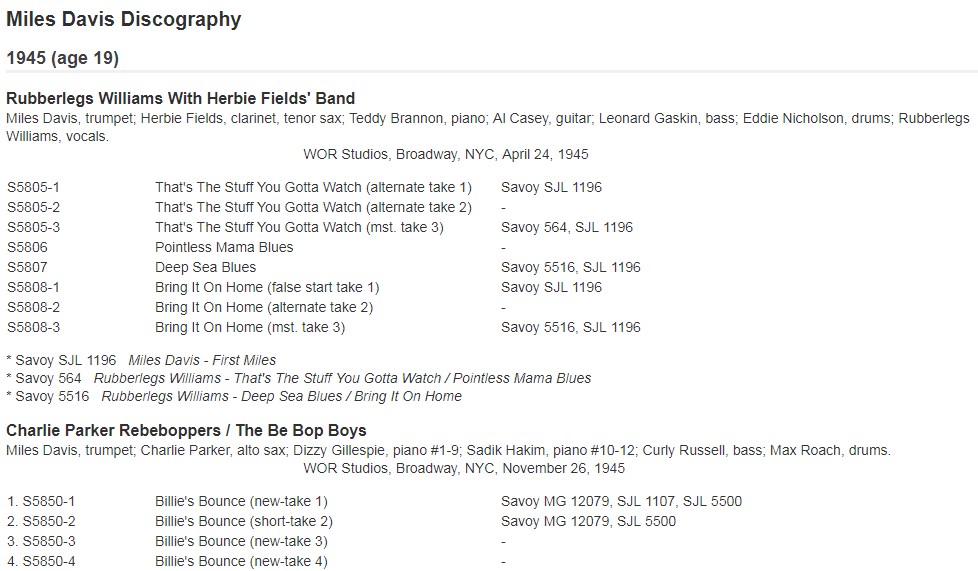 Miles Davis Discography
1945 (age 19)
Rubberlegs Williams With Herbie Fields' Band
Miles Davis, trumpet; Herbie Fields, clarinet, tenor sax; Teddy Brannon, piano; Al Casey, guitar; Leonard Gaskin, bass; Eddie Nicholson, drums; Rubberlegs
Williams, vocals.
WOR Studios, Broadway, NYC, April 24, 1945
S5805-1 That's The Stuff You Gotta Watch (alternate take 1) Savoy SJL 1196
S5805-2 That's The Stuff You Gotta Watch (alternate take 2) -
S5805-3 That's The Stuff You Gotta Watch (mst. take 3) Savoy 564, SJL 1196
S5806 Pointless Mama Blues -
S5807 Deep Sea Blues Savoy 5516, SJL 1196
S5808-1 Bring It On Home (false start take 1) Savoy SJL 1196
S5808-2 Bring It On Home (alternate take 2) -
S5808-3 Bring It On Home (mst. take 3) Savoy 5516, SJL 1196
* Savoy SJL 1196 Miles Davis - First Miles
* Savoy 564 Rubberlegs Williams - That's The Stuff You Gotta Watch / Pointless Mama Blues
* Savoy 5516 Rubberlegs Williams - Deep Sea Blues / Bring It On Home
Charlie Parker Rebeboppers / The Be Bop Boys
Miles Davis, trumpet; Charlie Parker, alto sax; Dizzy Gillespie, piano #1-9; Sadik Hakim, piano #10-12; Curly Russell, bass; Max Roach, drums.
WOR Studios, Broadway, NYC, November 26, 1945
1. S5850-1 Billie's Bounce (new-take 1) Savoy MG 12079, SJL 1107, SJL 5500
2. S5850-2 Billie's Bounce (short-take 2) Savoy MG 12079, SJL 5500
3. S5850-3 Billie's Bounce (new-take 3) -
4. S5850-4 Billie's Bounce (new-take 4) -